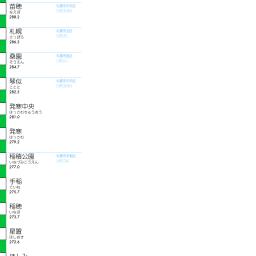 苗穂
なえぼ
288.2
札幌
さっぽろ
286.3
桑園
そうえん
284.7
琴似
ことに
282.5
発寒中央
はっさむちゅうおう
281.0
発寒
はっさむ
279.2
稲積公園
いなづみこうえん
277.0
手稲
ていね
275.7
稲穂
いなほ
273.7
星置
ほしおき
272.6